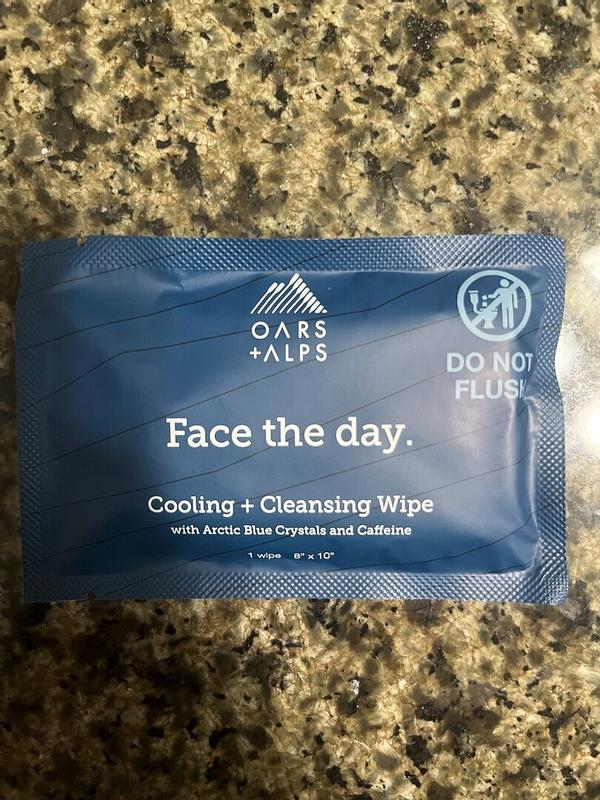 OARS
+ALPS
DO NOT
FLUSH
Face the day.
Cooling + Cleansing Wipe
with Arctic Blue Crystals and Caffeine
1 wipe 8" x 10"